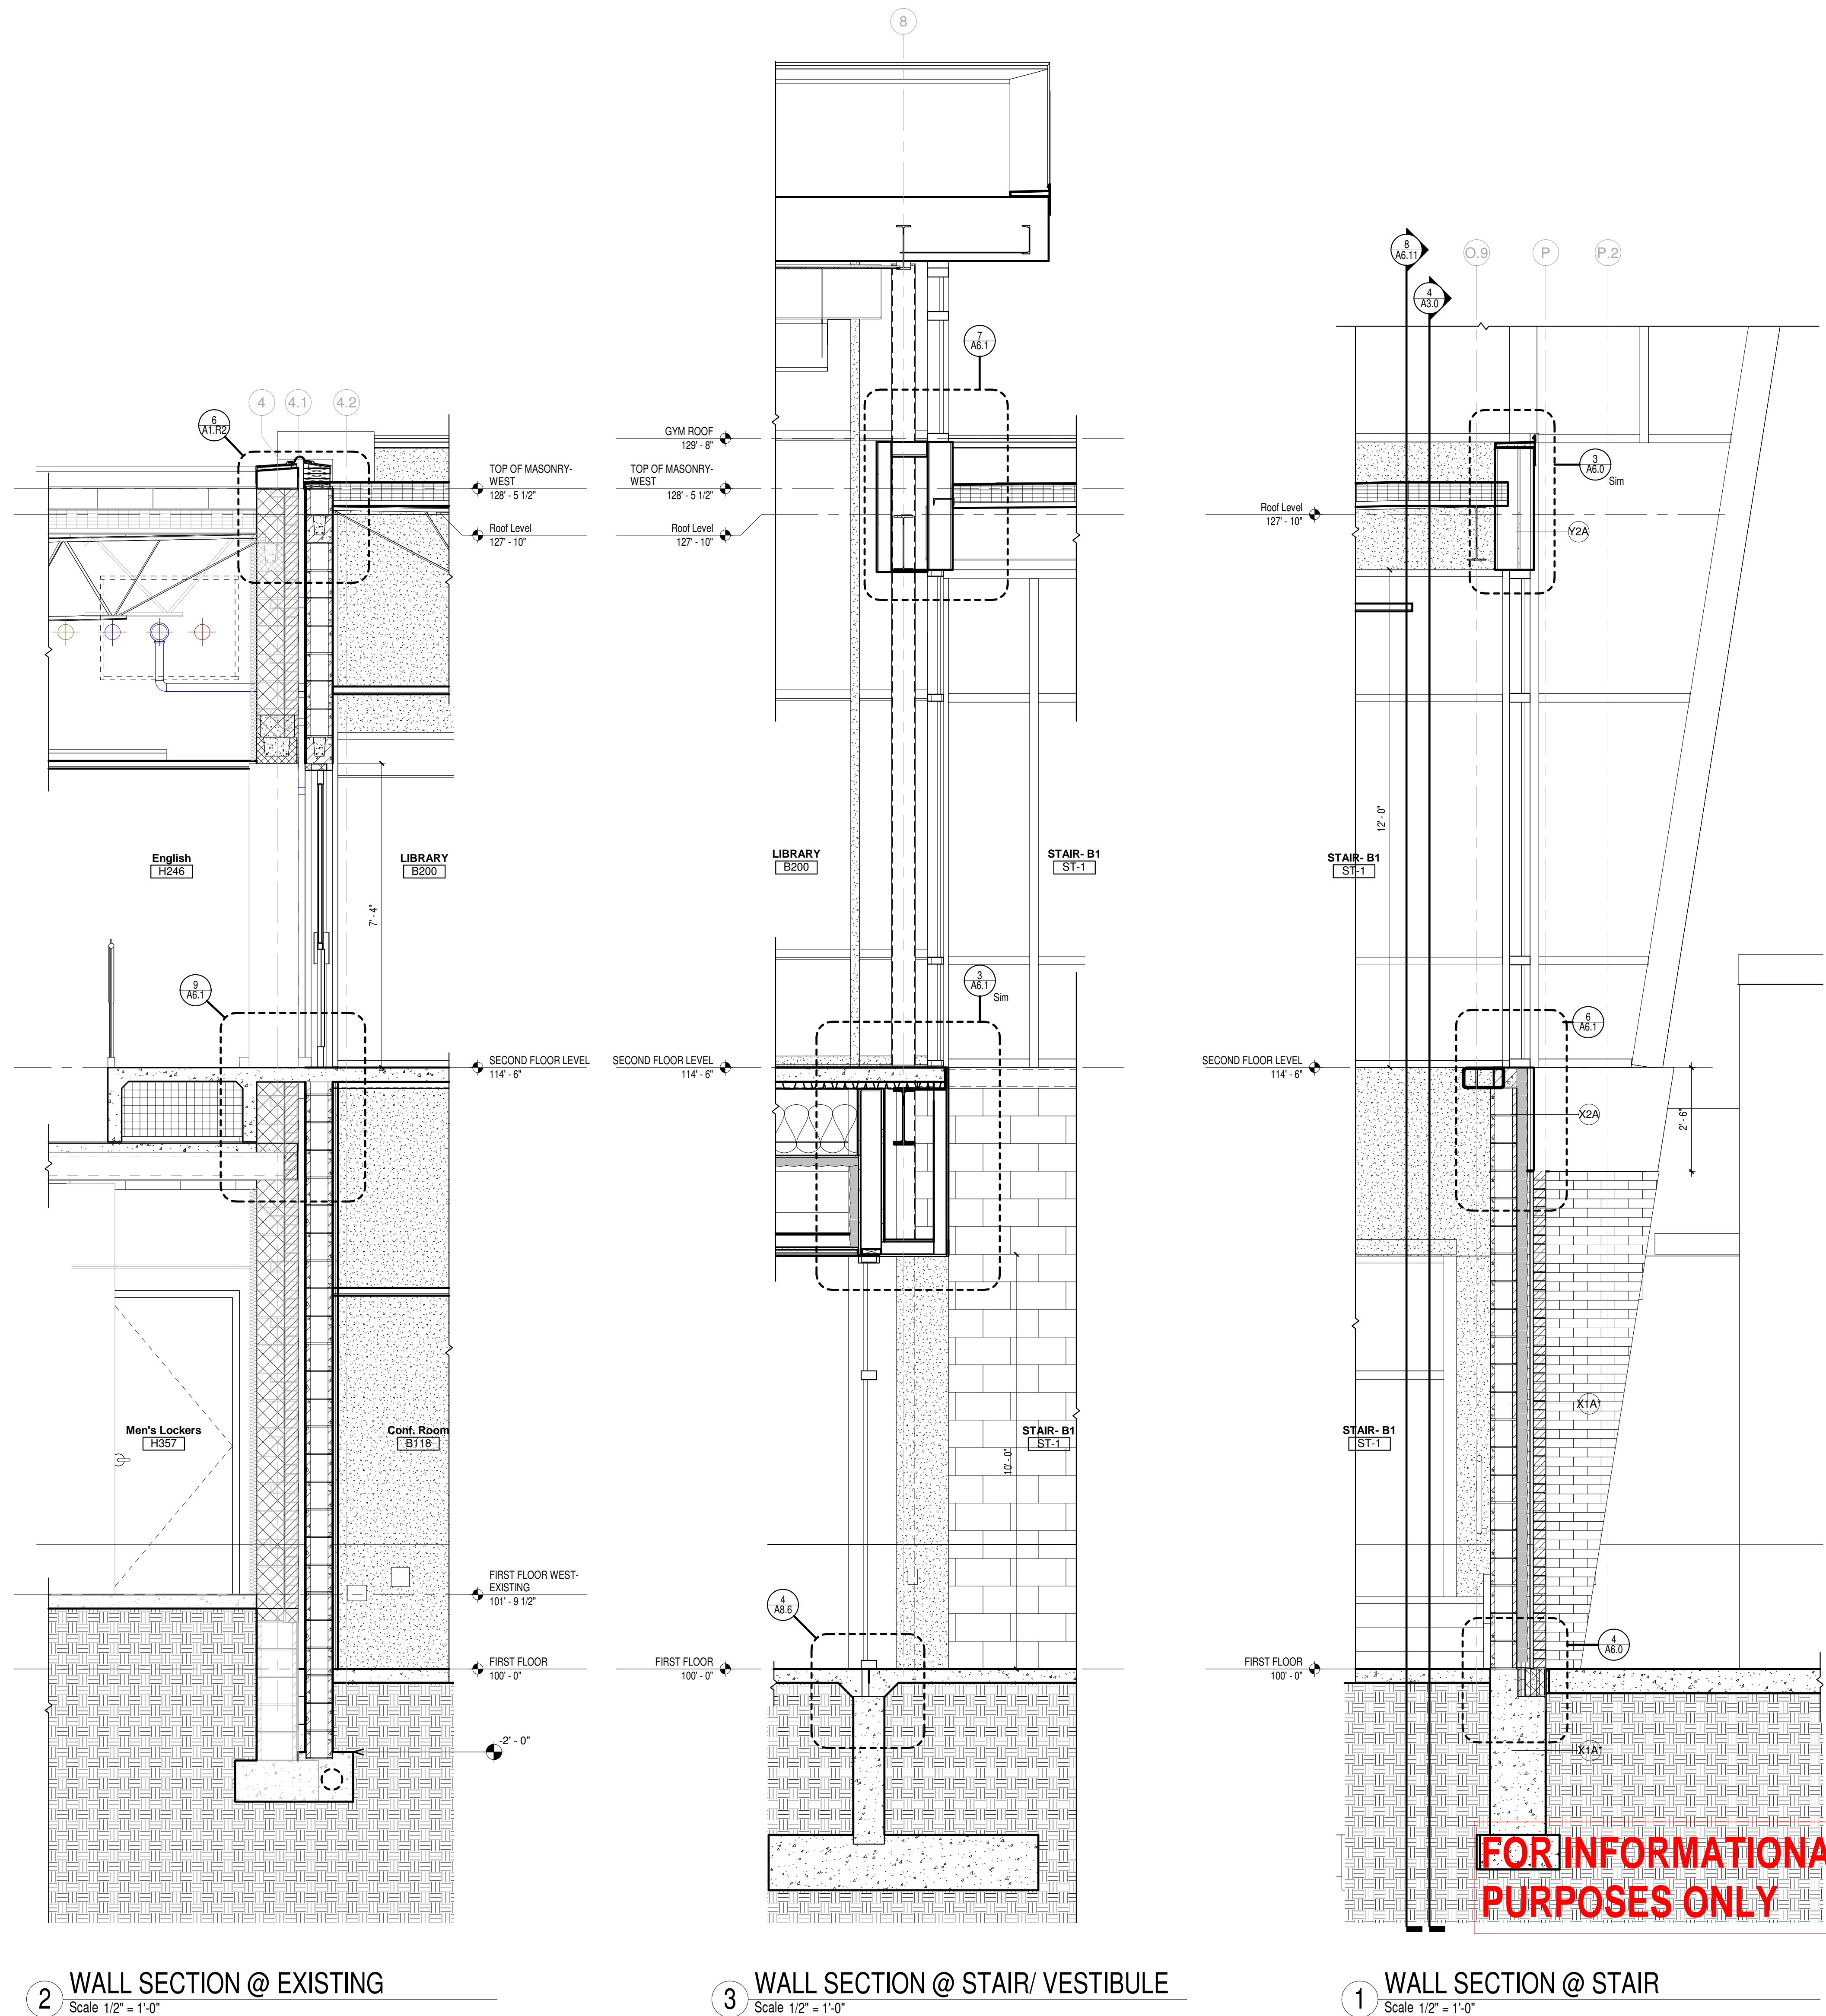 8
8
A6.11
O.9
P
P.2
4
A3.0
7
A6.1
4
4.1
4.2
6
A1.R2
GYM ROOF
129' - 8"
TOP OF MASONRY-
WEST
128' - 5 1/2"
TOP OF MASONRY-
WEST
128' - 5 1/2"
3
A6.0
Sim
Roof Level
127' - 10"
Roof Level
127' - 10"
Roof Level
127' - 10"
Y2A
12' - 0"
English
H246
LIBRARY
B200
LIBRARY
B200
STAIR- B1
ST-1
STAIR- B1
ST-1
7' - 4"
9
A6.1
3
A6.1
Sim
6
A6.1
SECOND FLOOR LEVEL
114' - 6"
SECOND FLOOR LEVEL
114' - 6"
SECOND FLOOR LEVEL
114' - 6"
X2A
2' - 6"
X1A*
Men's Lockers
H357
Conf. Room
B118
STAIR- B1
ST-1
STAIR- B1
ST-1
10' - 0"
FIRST FLOOR WEST-
EXISTING
101' - 9 1/2"
4
A8.6
4
A6.0
FIRST FLOOR
100' - 0"
FIRST FLOOR
100' - 0"
FIRST FLOOR
100' - 0"
-2' - 0"
X1A*
FOR INFORMATIONA
PURPOSES ONLY
2
WALL SECTION @ EXISTING
Scale 1/2" = 1'-0"
3
WALL SECTION @ STAIR/ VESTIBULE
Scale 1/2" = 1'-0"
1
WALL SECTION @ STAIR
Scale 1/2" = 1'-0"